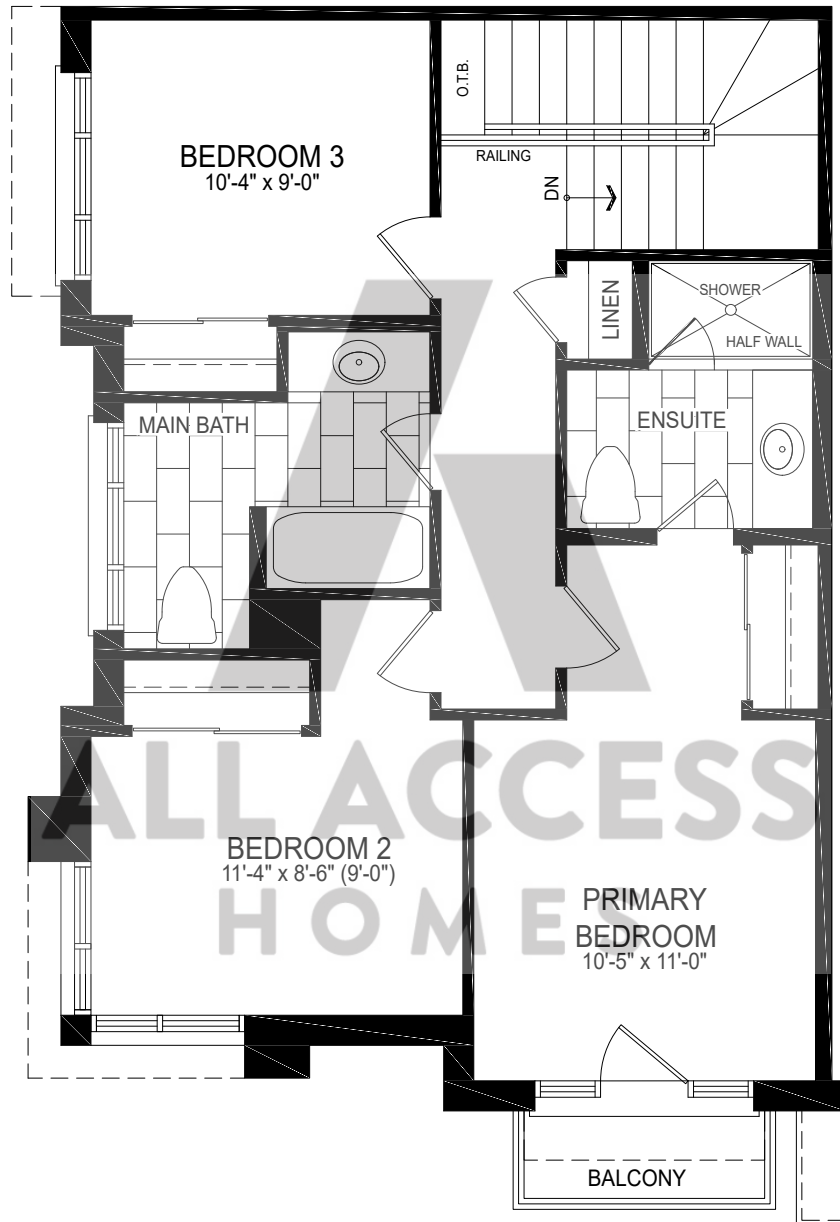 O.T.B.
BEDROOM 3
10'-4" x 9'-0"
RAILING
DN
LINEN
SHOWER
HALF WALL
MAIN BATH
ENSUITE
ALL ACCESS
HOMES
BEDROOM 2
11'-4" x 8'-6" (9'-0")
PRIMARY
BEDROOM
10'-5" x 11'-0"
BALCONY